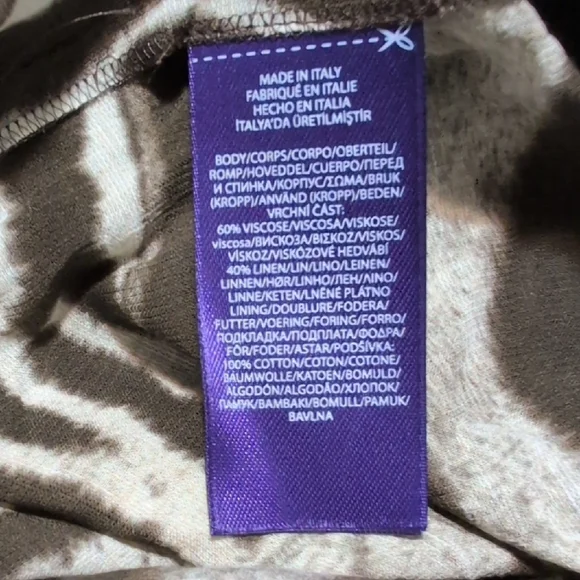 MADE IN ITALY
FABRIQUÉ EN ITALIE
HECHO EN ITALIA
İTALYA'DA ÜRETİLMİŞTİR
BODY/CORPS/CORPO/OBERTEIL/
ROMP/HOVEDDEL/CUERPO/ПЕРЕД
И СПИНКА/КОРПУС/ΣΩΜΑ/BRUK
(KROPP)/ANVÄND (KROPP)/BEDEN/
VRCHNÍ ČÁST:
60% VISCOSE/VISCOSA/VISKOSE/
viscosa/ВИСКОЗА/ΒΙΣΚΟΖ/VISKOS/
VİSKOZ/VISKÓZOVÉ HEDVÁBÍ
40% LINEN/LIN/LINO/LEINEN/
LINNEN/HØR/LINHO/ЛЕН/ΛΙΝΟ/
LINNE/KETEN/LNĚNÉ PLÁTNO
LINING/DOUBLURE/FODERA/
FUTTER/VOERING/FORING/FORRO/
ПОДКЛАДКА/ПОДПЛАТА/ΦΟΔΡΑ/
FÔR/FODER/ASTAR/PODŠÍVKA:
100% COTTON/COTON/COTONE/
BAUMWOLLE/KATOEN/BOMULD/
ALGODÓN/ALGODÃO/ХЛОПОК/
ПАМУК/ΒΑΜΒΑΚΙ/BOMULL/PAMUK/
BAVLNA